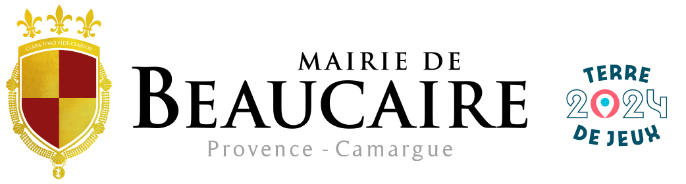 MAIRIE DE
BEAUCAIRE
Provence - Camargue
TERRE
2024
DE JEUX